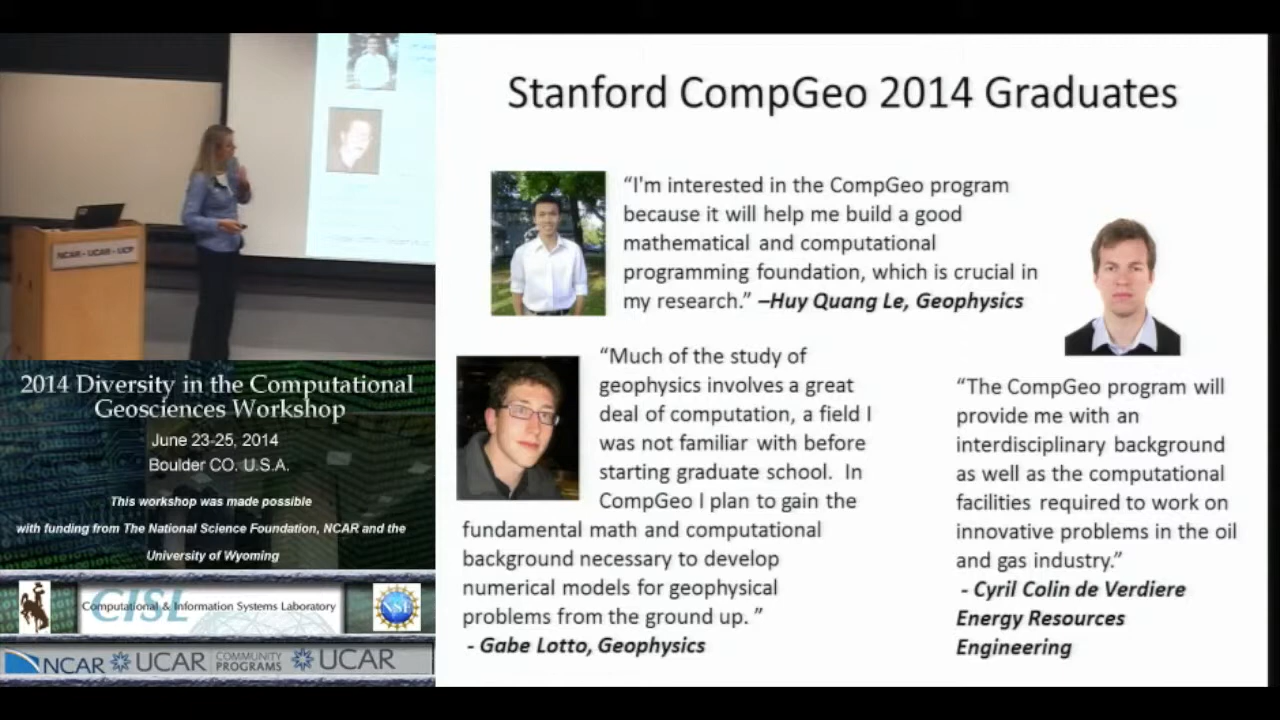 Stanford CompGeo 2014 Graduates
“I'm interested in the CompGeo program
because it will help me build a good
mathematical and computational
programming foundation, which is crucial in
my research.” –Huy Quang Le, Geophysics
“Much of the study of
geophysics involves a great
deal of computation, a field I
was not familiar with before
starting graduate school.  In
CompGeo I plan to gain the
fundamental math and computational
background necessary to develop
numerical models for geophysical
problems from the ground up. ”
- Gabe Lotto, Geophysics
“The CompGeo program will
provide me with an
interdisciplinary background
as well as the computational
facilities required to work on
innovative problems in the oil
and gas industry.”
- Cyril Colin de Verdiere
Energy Resources
Engineering
NCAR - UCAR - UCP
2014 Diversity in the Computational
Geosciences Workshop
June 23-25, 2014
Boulder CO. U.S.A.
This workshop was made possible
with funding from The National Science Foundation, NCAR and the
University of Wyoming
CISL
Computational & Information Systems Laboratory
NSF
NCAR UCAR COMMUNITY PROGRAMS UCAR